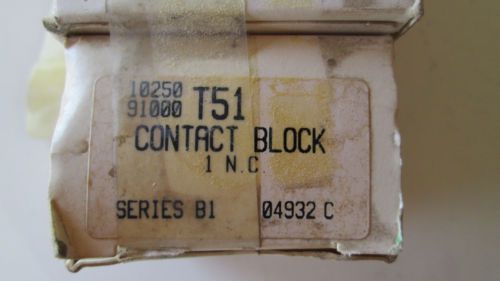 10250
91000 T51
CONTACT BLOCK
1 N.C.
SERIES B1 04932 C